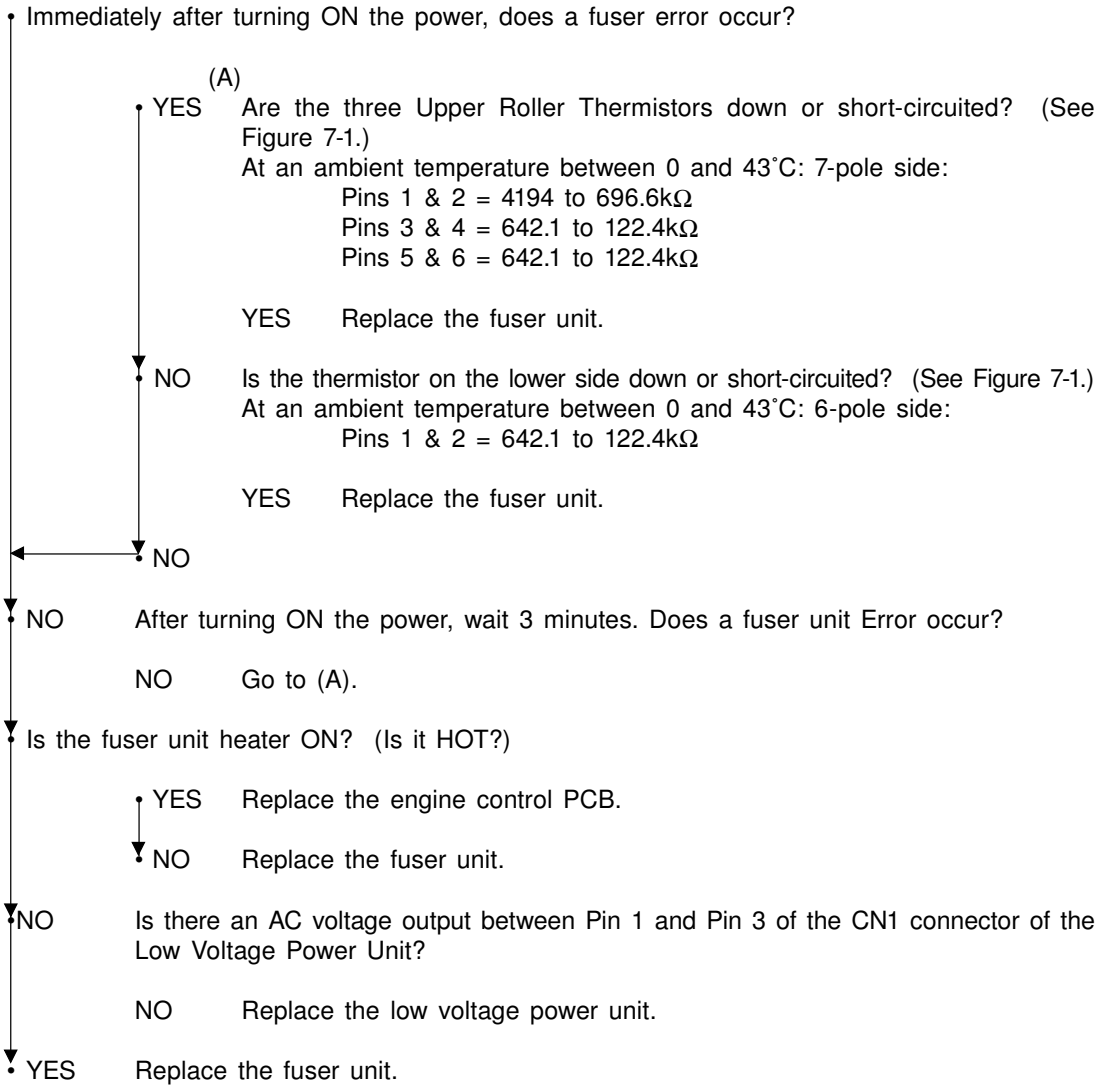 • Immediately after turning ON the power, does a fuser error occur?
(A)
• YES Are the three Upper Roller Thermistors down or short-circuited? (See
Figure 7-1.)
At an ambient temperature between 0 and 43˚C: 7-pole side:
Pins 1 & 2 = 4194 to 696.6kΩ
Pins 3 & 4 = 642.1 to 122.4kΩ
Pins 5 & 6 = 642.1 to 122.4kΩ
YES Replace the fuser unit.
• NO Is the thermistor on the lower side down or short-circuited? (See Figure 7-1.)
At an ambient temperature between 0 and 43˚C: 6-pole side:
Pins 1 & 2 = 642.1 to 122.4kΩ
YES Replace the fuser unit.
• NO
• NO After turning ON the power, wait 3 minutes. Does a fuser unit Error occur?
NO Go to (A).
• Is the fuser unit heater ON? (Is it HOT?)
• YES Replace the engine control PCB.
• NO Replace the fuser unit.
•NO Is there an AC voltage output between Pin 1 and Pin 3 of the CN1 connector of the
Low Voltage Power Unit?
NO Replace the low voltage power unit.
• YES Replace the fuser unit.